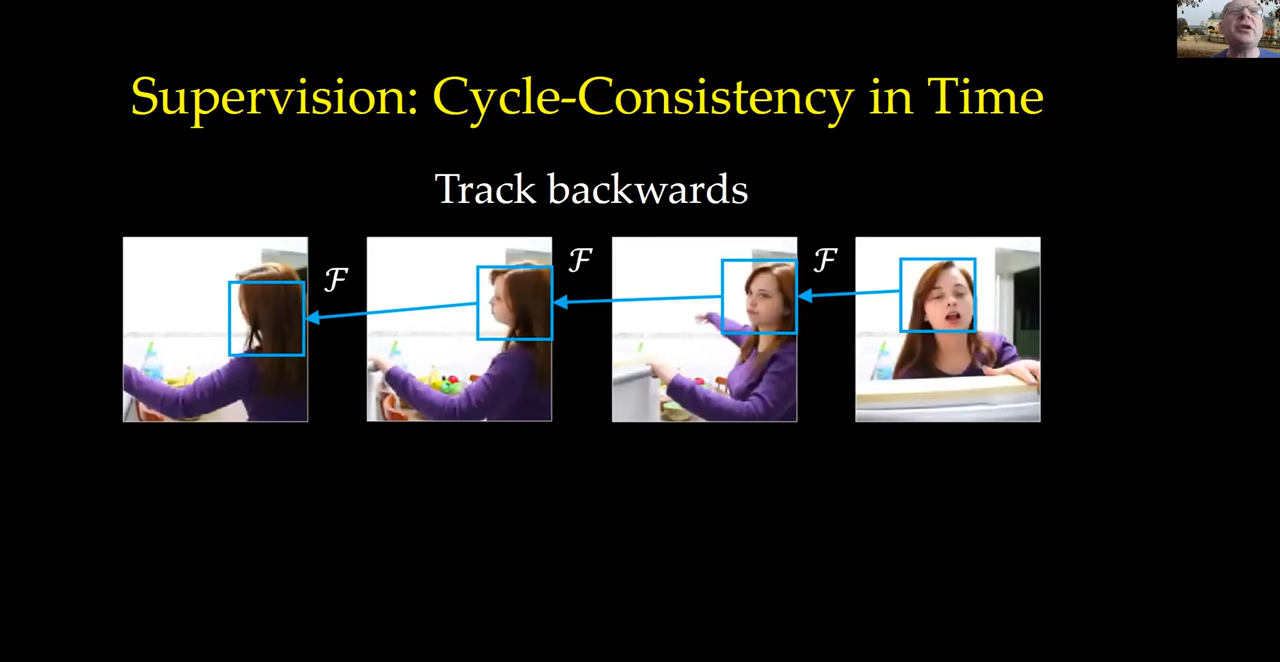 Supervision: Cycle-Consistency in Time
Track backwards
ℱ ℱ ℱ